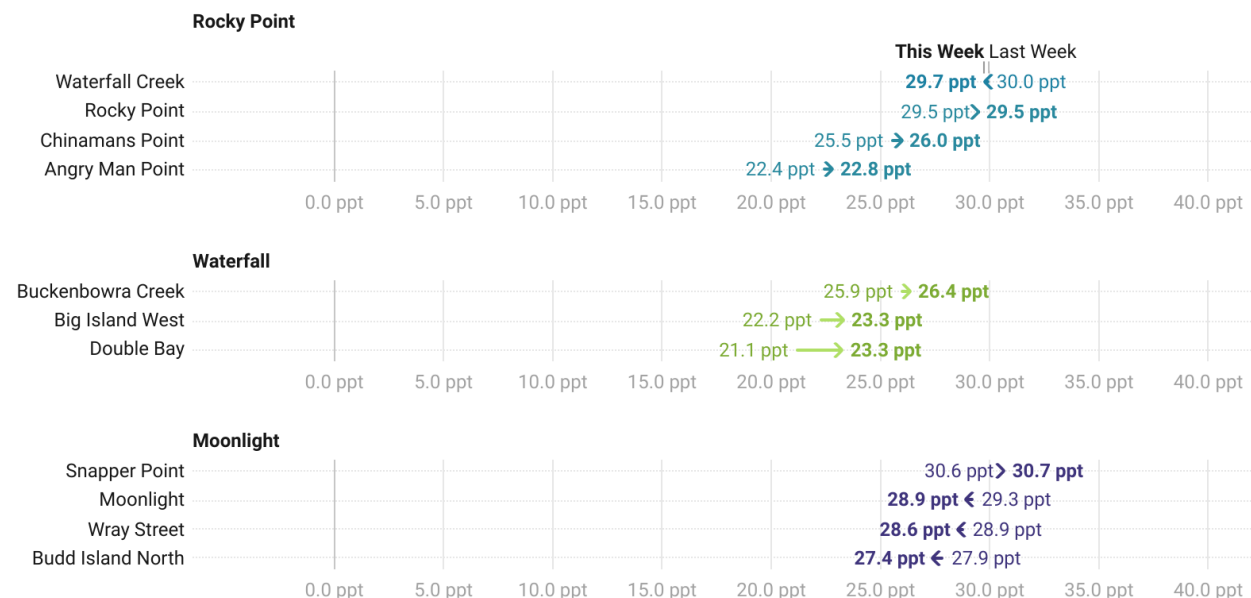 Rocky Point
This Week Last Week
Waterfall Creek 29.7 ppt 30.0 ppt
Rocky Point 29.5 ppt 29.5 ppt
Chinamans Point 25.5 ppt 26.0 ppt
Angry Man Point 22.4 ppt 22.8 ppt
0.0 ppt 5.0 ppt 10.0 ppt 15.0 ppt 20.0 ppt 25.0 ppt 30.0 ppt 35.0 ppt 40.0 ppt
Waterfall
Buckenbowra Creek 25.9 ppt 26.4 ppt
Big Island West 22.2 ppt 23.3 ppt
Double Bay 21.1 ppt 23.3 ppt
0.0 ppt 5.0 ppt 10.0 ppt 15.0 ppt 20.0 ppt 25.0 ppt 30.0 ppt 35.0 ppt 40.0 ppt
Moonlight
Snapper Point 30.6 ppt 30.7 ppt
Moonlight 28.9 ppt 29.3 ppt
Wray Street 28.6 ppt 28.9 ppt
Budd Island North 27.4 ppt 27.9 ppt
0.0 ppt 5.0 ppt 10.0 ppt 15.0 ppt 20.0 ppt 25.0 ppt 30.0 ppt 35.0 ppt 40.0 ppt